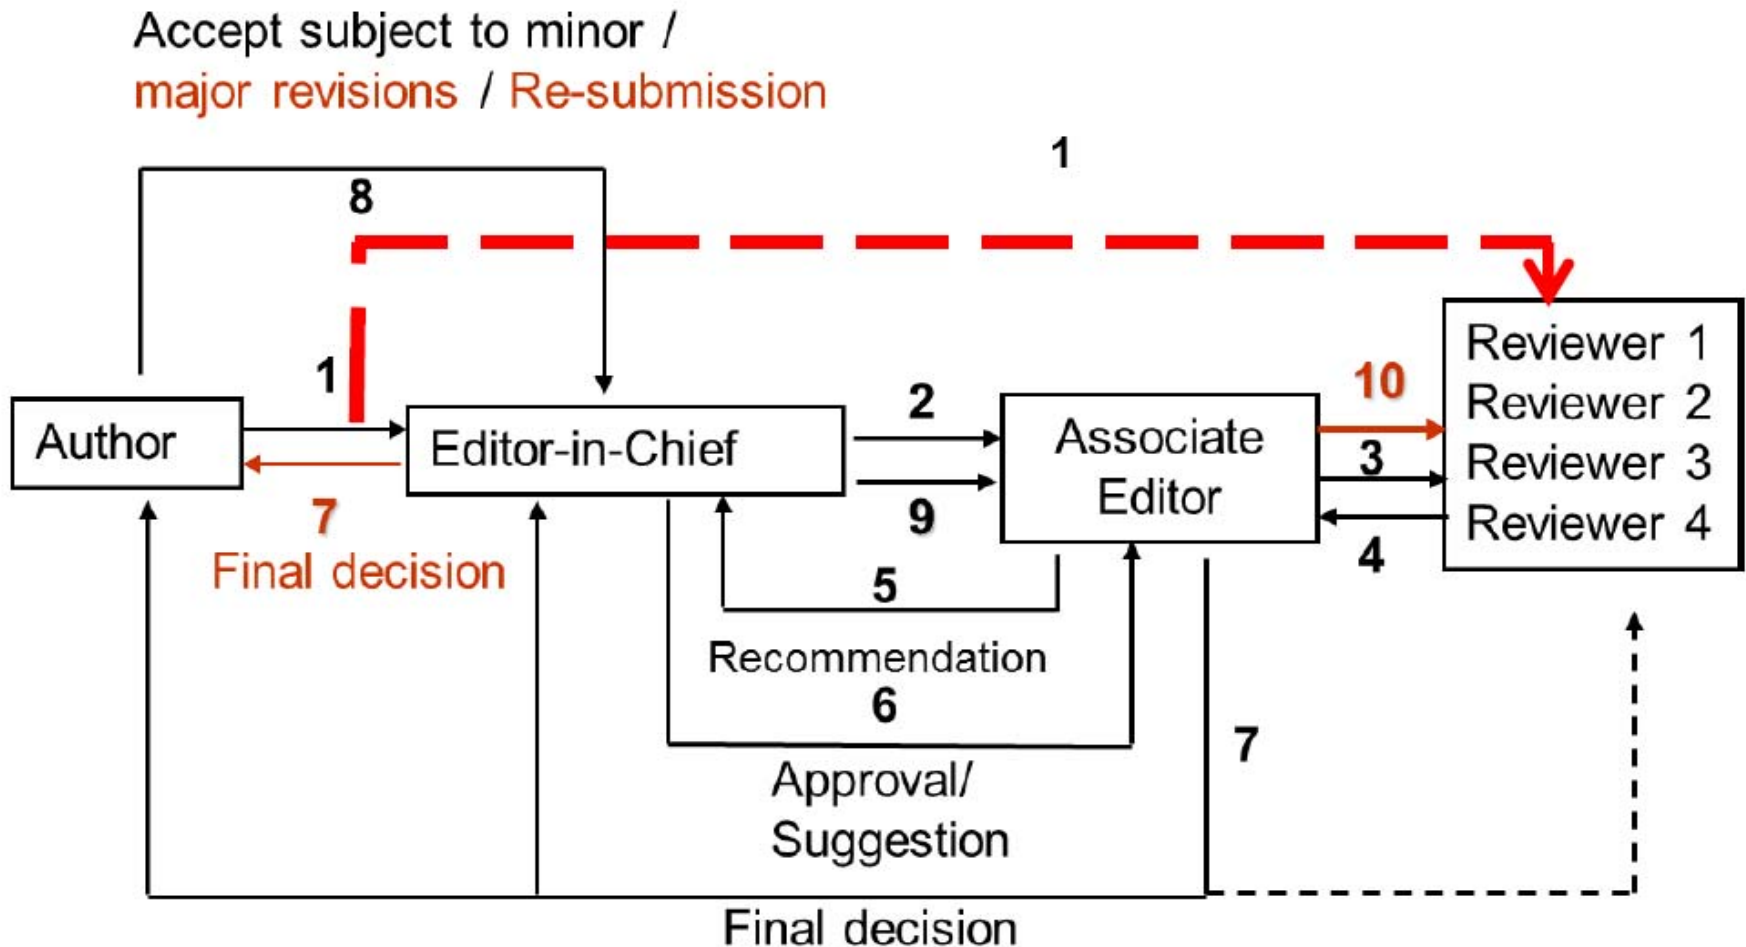 Accept subject to minor /
major revisions / Re-submission
1
8
1
Author
7
Final decision
Editor-in-Chief
2
9
Associate
Editor
10
3
4
Reviewer 1
Reviewer 2
Reviewer 3
Reviewer 4
5
Recommendation
6
Approval/
Suggestion
7
Final decision